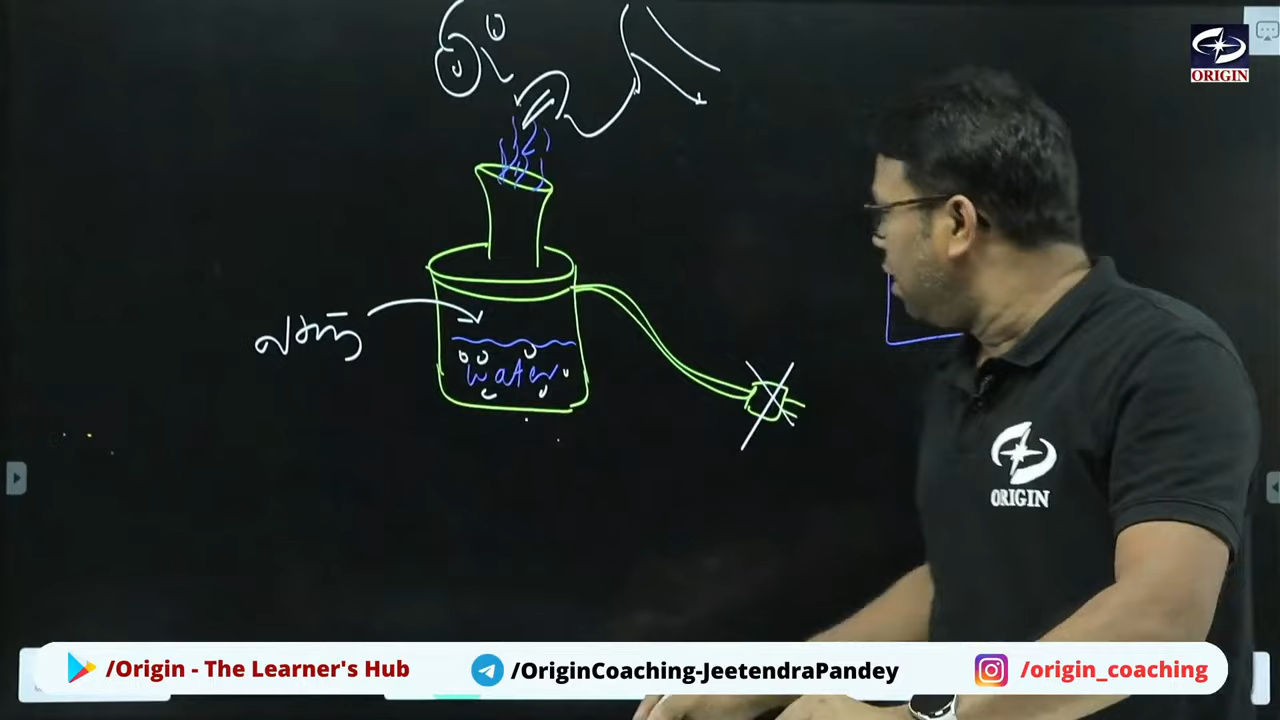 ORIGIN
water
ORIGIN
/Origin - The Learner's Hub
/OriginCoaching-JeetendraPandey
/origin_coaching